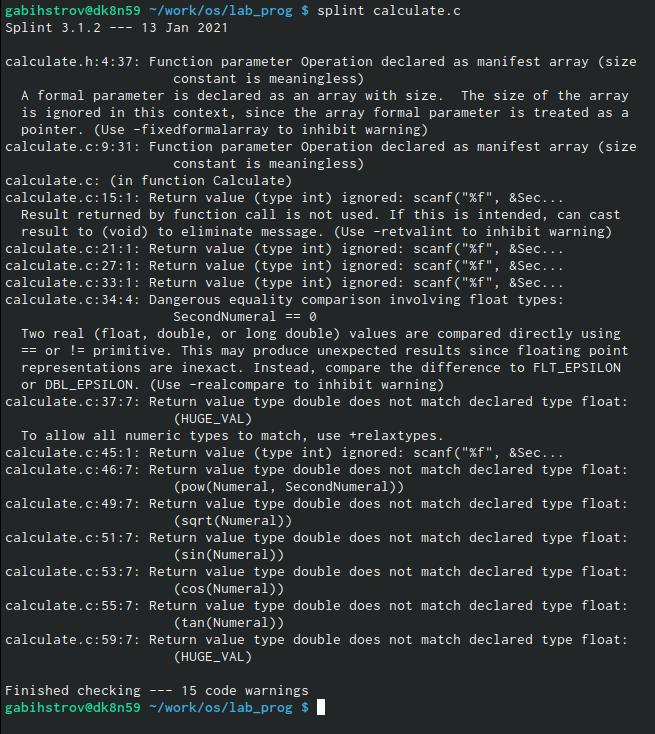 gabihstrov@dk8n59 ~/work/os/lab_prog $ splint calculate.c
Splint 3.1.2 --- 13 Jan 2021
calculate.h:4:37: Function parameter Operation declared as manifest array (size
constant is meaningless)
A formal parameter is declared as an array with size.  The size of the array
is ignored in this context, since the array formal parameter is treated as a
pointer. (Use -fixedformalarray to inhibit warning)
calculate.c:9:31: Function parameter Operation declared as manifest array (size
constant is meaningless)
calculate.c: (in function Calculate)
calculate.c:15:1: Return value (type int) ignored: scanf("%f", &Sec...
Result returned by function call is not used. If this is intended, can cast
result to (void) to eliminate message. (Use -retvalint to inhibit warning)
calculate.c:21:1: Return value (type int) ignored: scanf("%f", &Sec...
calculate.c:27:1: Return value (type int) ignored: scanf("%f", &Sec...
calculate.c:33:1: Return value (type int) ignored: scanf("%f", &Sec...
calculate.c:34:4: Dangerous equality comparison involving float types:
SecondNumeral == 0
Two real (float, double, or long double) values are compared directly using
== or != primitive. This may produce unexpected results since floating point
representations are inexact. Instead, compare the difference to FLT_EPSILON
or DBL_EPSILON. (Use -realcompare to inhibit warning)
calculate.c:37:7: Return value type double does not match declared type float:
(HUGE_VAL)
To allow all numeric types to match, use +relaxtypes.
calculate.c:45:1: Return value (type int) ignored: scanf("%f", &Sec...
calculate.c:46:7: Return value type double does not match declared type float:
(pow(Numeral, SecondNumeral))
calculate.c:49:7: Return value type double does not match declared type float:
(sqrt(Numeral))
calculate.c:51:7: Return value type double does not match declared type float:
(sin(Numeral))
calculate.c:53:7: Return value type double does not match declared type float:
(cos(Numeral))
calculate.c:55:7: Return value type double does not match declared type float:
(tan(Numeral))
calculate.c:59:7: Return value type double does not match declared type float:
(HUGE_VAL)
Finished checking --- 15 code warnings
gabihstrov@dk8n59 ~/work/os/lab_prog $